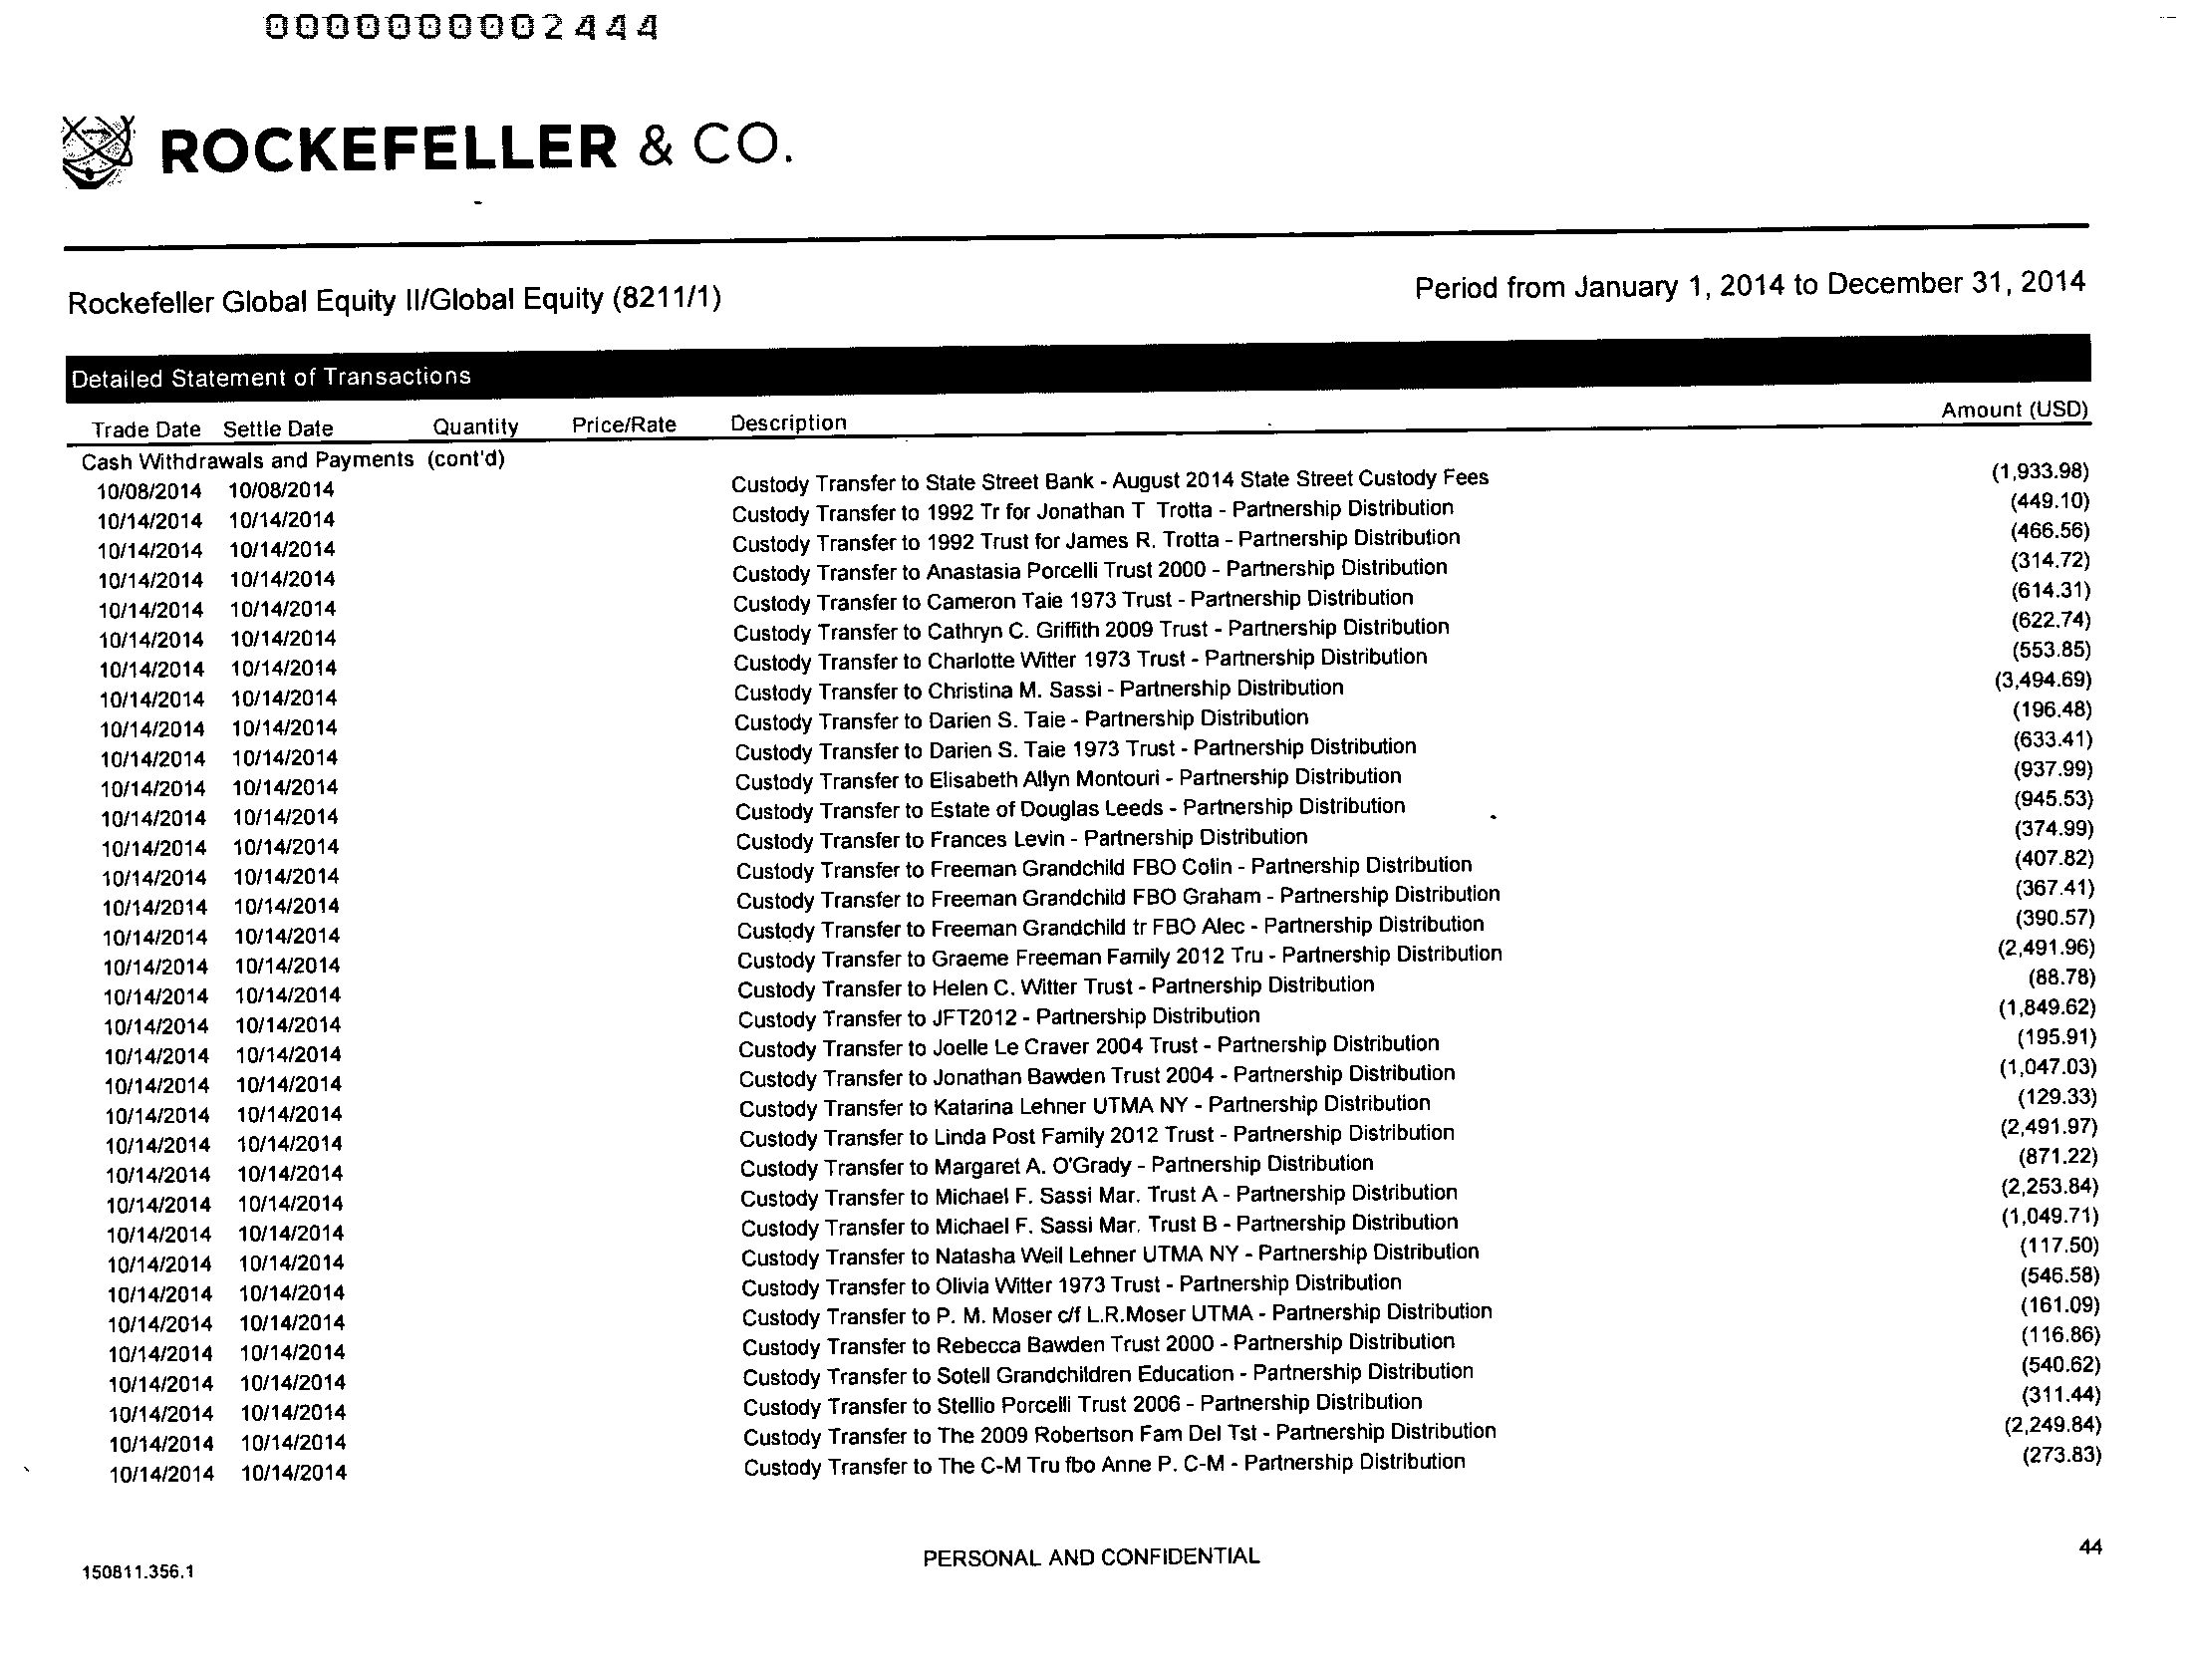 0000000002444
ROCKEFELLER & CO.
Rockefeller Global Equity II/Global Equity (8211/1) Period from January 1, 2014 to December 31, 2014
Detailed Statement of Transactions
Trade Date Settle Date Quantity Price/Rate Description Amount (USD)
Cash Withdrawals and Payments (cont'd)
10/08/2014 10/08/2014 Custody Transfer to State Street Bank - August 2014 State Street Custody Fees (1,933.98)
10/14/2014 10/14/2014 Custody Transfer to 1992 Tr for Jonathan T Trotta - Partnership Distribution (449.10)
10/14/2014 10/14/2014 Custody Transfer to 1992 Trust for James R. Trotta - Partnership Distribution (466.56)
10/14/2014 10/14/2014 Custody Transfer to Anastasia Porcelli Trust 2000 - Partnership Distribution (314.72)
10/14/2014 10/14/2014 Custody Transfer to Cameron Taie 1973 Trust - Partnership Distribution (614.31)
10/14/2014 10/14/2014 Custody Transfer to Cathryn C. Griffith 2009 Trust - Partnership Distribution (622.74)
10/14/2014 10/14/2014 Custody Transfer to Charlotte Witter 1973 Trust - Partnership Distribution (553.85)
10/14/2014 10/14/2014 Custody Transfer to Christina M. Sassi - Partnership Distribution (3,494.69)
10/14/2014 10/14/2014 Custody Transfer to Darien S. Taie - Partnership Distribution (196.48)
10/14/2014 10/14/2014 Custody Transfer to Darien S. Taie 1973 Trust - Partnership Distribution (633.41)
10/14/2014 10/14/2014 Custody Transfer to Elisabeth Allyn Montouri - Partnership Distribution (937.99)
10/14/2014 10/14/2014 Custody Transfer to Estate of Douglas Leeds - Partnership Distribution (945.53)
10/14/2014 10/14/2014 Custody Transfer to Frances Levin - Partnership Distribution (374.99)
10/14/2014 10/14/2014 Custody Transfer to Freeman Grandchild FBO Colin - Partnership Distribution (407.82)
10/14/2014 10/14/2014 Custody Transfer to Freeman Grandchild FBO Graham - Partnership Distribution (367.41)
10/14/2014 10/14/2014 Custody Transfer to Freeman Grandchild tr FBO Alec - Partnership Distribution (390.57)
10/14/2014 10/14/2014 Custody Transfer to Graeme Freeman Family 2012 Tru - Partnership Distribution (2,491.96)
10/14/2014 10/14/2014 Custody Transfer to Helen C. Witter Trust - Partnership Distribution (88.78)
10/14/2014 10/14/2014 Custody Transfer to JFT2012 - Partnership Distribution (1,849.62)
10/14/2014 10/14/2014 Custody Transfer to Joelle Le Craver 2004 Trust - Partnership Distribution (195.91)
10/14/2014 10/14/2014 Custody Transfer to Jonathan Bawden Trust 2004 - Partnership Distribution (1,047.03)
10/14/2014 10/14/2014 Custody Transfer to Katarina Lehner UTMA NY - Partnership Distribution (129.33)
10/14/2014 10/14/2014 Custody Transfer to Linda Post Family 2012 Trust - Partnership Distribution (2,491.97)
10/14/2014 10/14/2014 Custody Transfer to Margaret A. O'Grady - Partnership Distribution (871.22)
10/14/2014 10/14/2014 Custody Transfer to Michael F. Sassi Mar. Trust A - Partnership Distribution (2,253.84)
10/14/2014 10/14/2014 Custody Transfer to Michael F. Sassi Mar. Trust B - Partnership Distribution (1,049.71)
10/14/2014 10/14/2014 Custody Transfer to Natasha Weil Lehner UTMA NY - Partnership Distribution (117.50)
10/14/2014 10/14/2014 Custody Transfer to Olivia Witter 1973 Trust - Partnership Distribution (546.58)
10/14/2014 10/14/2014 Custody Transfer to P. M. Moser c/f L.R.Moser UTMA - Partnership Distribution (161.09)
10/14/2014 10/14/2014 Custody Transfer to Rebecca Bawden Trust 2000 - Partnership Distribution (116.86)
10/14/2014 10/14/2014 Custody Transfer to Sotell Grandchildren Education - Partnership Distribution (540.62)
10/14/2014 10/14/2014 Custody Transfer to Stellio Porcelli Trust 2006 - Partnership Distribution (311.44)
10/14/2014 10/14/2014 Custody Transfer to The 2009 Robertson Fam Del Tst - Partnership Distribution (2,249.84)
10/14/2014 10/14/2014 Custody Transfer to The C-M Tru fbo Anne P. C-M - Partnership Distribution (273.83)
150811.356.1 PERSONAL AND CONFIDENTIAL 44